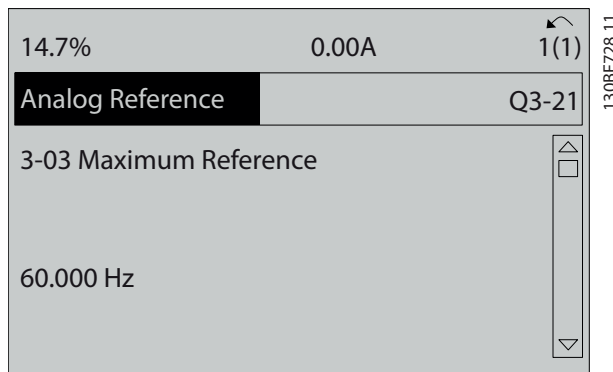 14.7% 0.00A 1(1)
Analog Reference Q3-21
3-03 Maximum Reference
60.000 Hz
130BF728.11